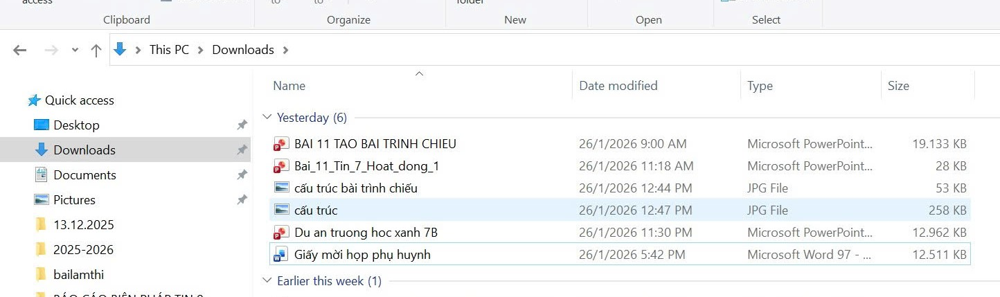 access to to folder
Clipboard Organize New Open Select
This PC Downloads
Name Date modified Type Size
Quick access
Yesterday (6)
Desktop
BAI 11 TAO BAI TRINH CHIEU 26/1/2026 9:00 AM Microsoft PowerPoint... 19.133 KB
Downloads
Bai_11_Tin_7_Hoat_dong_1 26/1/2026 11:18 AM Microsoft PowerPoint... 28 KB
Documents
cấu trúc bài trình chiếu 26/1/2026 12:44 PM JPG File 53 KB
Pictures
cấu trúc 26/1/2026 12:47 PM JPG File 258 KB
13.12.2025
Du an truong hoc xanh 7B 26/1/2026 11:30 PM Microsoft PowerPoint... 12.962 KB
2025-2026
Giấy mời họp phụ huynh 26/1/2026 5:42 PM Microsoft Word 97 - ... 12.511 KB
bailamthi
Earlier this week (1)
BÁO CÁO BIỆN PHÁP TIN 9